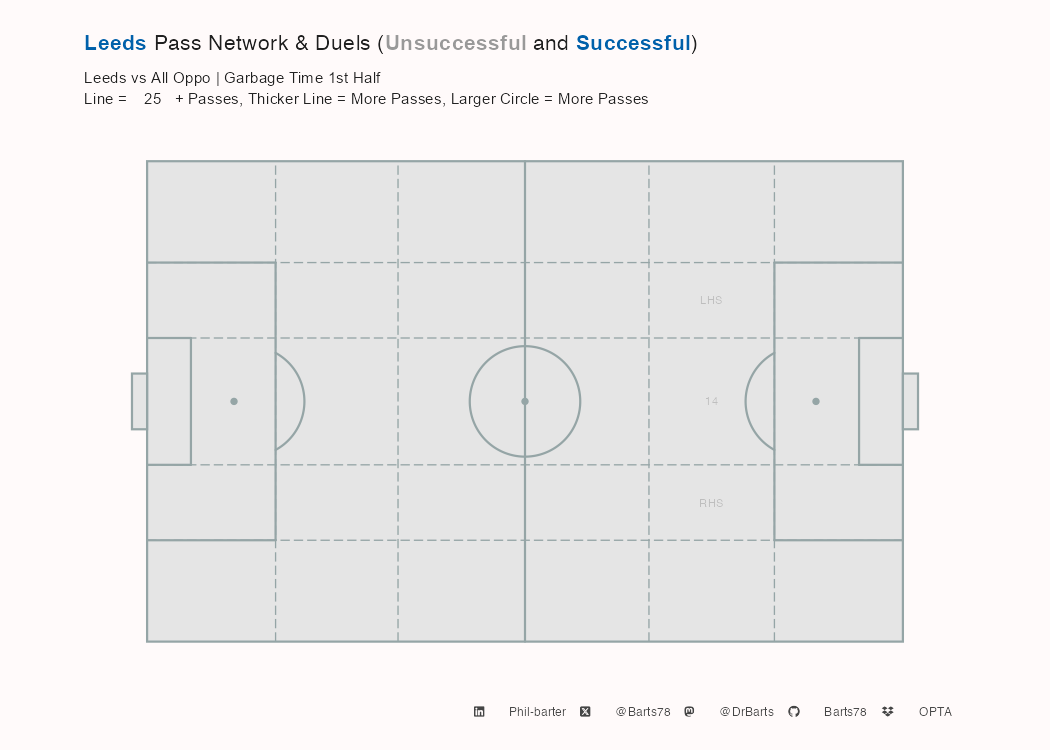 Leeds Pass Network & Duels (Unsuccessful and Successful)
Leeds vs All Oppo | Garbage Time 1st Half
Line = 25 + Passes, Thicker Line = More Passes, Larger Circle = More Passes
LHS
14
RHS
Phil-barter @Barts78 @DrBarts Barts78 OPTA